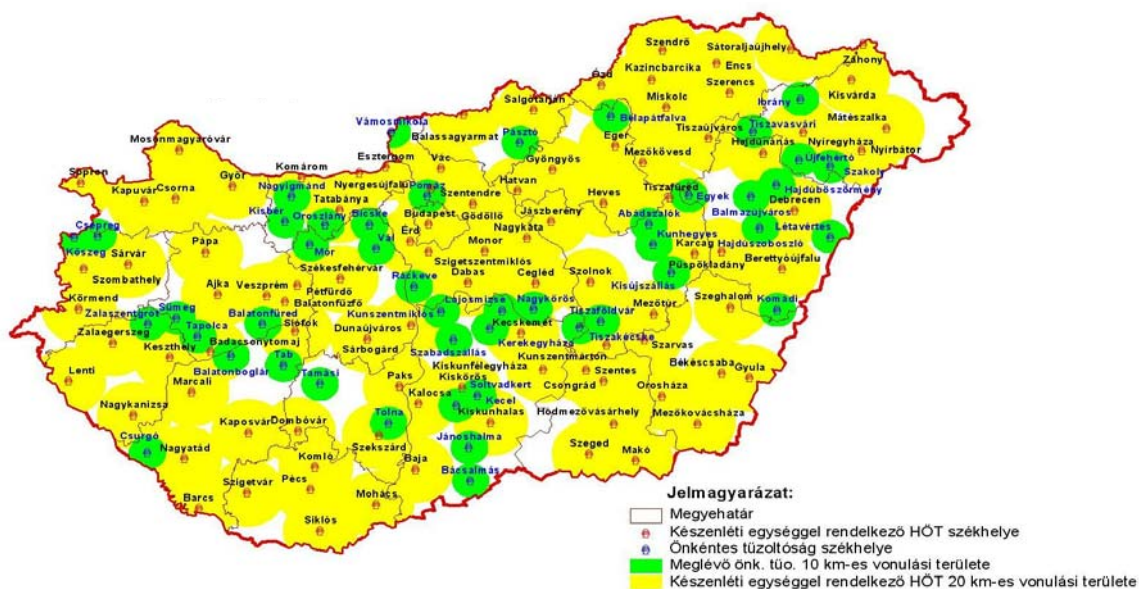 Szendrő
Sátoraljaújhely
Záhony
Kazincbarcika
Encs
Ózd
Szerencs
Kisvárda
Ibrány
Miskolc
Salgótarján
Bélapátfalva
Mátészalka
Vámosmikola
Balassagyarmat
Pásztó
Tiszaújváros
Tiszavasvári
Eger
Nyíregyháza
Mosonmagyaróvár
Hajdúnánás
Nyírbátor
Esztergom
Vác
Gyöngyös
Mezőkövesd
Újfehértó
Szakoly
Sopron
Győr
Komárom
Nyergesújfalu
Hatvan
Kapuvár
Csorna
Nagyigmánd
Pomáz
Szentendre
Heves
Tiszafüred
Egyek
Hajdúböszörmény
Tatabánya
Debrecen
Kisbér
Oroszlány
Bicske
Budapest
Gödöllő
Jászberény
Abádszalók
Balmazújváros
Létavértes
Csepreg
Érd
Nagykáta
Kunhegyes
Kőszeg
Pápa
Mór
Vál
Monor
Karcag
Hajdúszoboszló
Sárvár
Szigetszentmiklós
Püspökladány
Berettyóújfalu
Szombathely
Székesfehérvár
Ráckeve
Dabas
Cegléd
Szolnok
Ajka
Veszprém
Pétfürdő
Kisújszállás
Körmend
Balatonfűzfő
Lajosmizse
Nagykőrös
Mezőtúr
Szeghalom
Komádi
Zalaszentgrót
Sümeg
Kunszentmiklós
Tiszaföldvár
Zalaegerszeg
Tapolca
Balatonfüred
Siófok
Dunaújváros
Kecskemét
Badacsonytomaj
Kerekegyháza
Tiszakécske
Szarvas
Keszthely
Sárbogárd
Szabadszállás
Kunszentmárton
Balatonboglár
Tab
Kiskunfélegyháza
Békéscsaba
Lenti
Tamási
Paks
Kiskőrös
Szentes
Gyula
Marcali
Kalocsa
Soltvadkert
Csongrád
Orosháza
Kecel
Nagykanizsa
Tolna
Kiskunhalas
Hódmezővásárhely
Mezőkovácsháza
Kaposvár
Dombóvár
Csurgó
Nagyatád
Szekszárd
Jánoshalma
Szeged
Makó
Komló
Baja
Bácsalmás
Szigetvár
Pécs
Mohács
Barcs
Siklós
Jelmagyarázat:
Megyehatár
Készenléti egységgel rendelkező HÖT székhelye
Önkéntes tűzoltóság székhelye
Meglévő önk. tüo. 10 km-es vonulási területe
Készenléti egységgel rendelkező HÖT 20 km-es vonulási területe